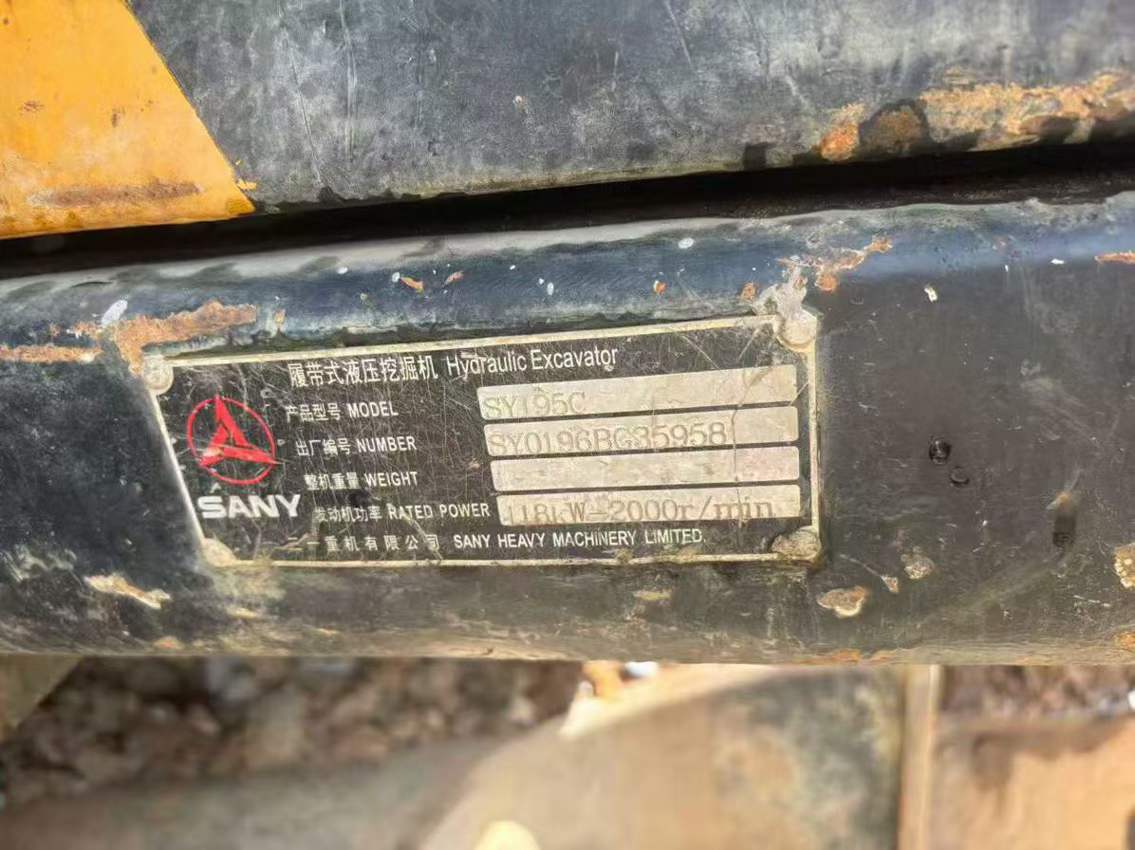 履带式液压挖掘机 Hydraulic Excavator
产品型号 MODEL SY195C
出厂编号 NUMBER SY0196BG35958
整机重量 WEIGHT
SANY
发动机功率 RATED POWER 118kW-2000r/min
三一重机有限公司 SANY HEAVY MACHINERY LIMITED.